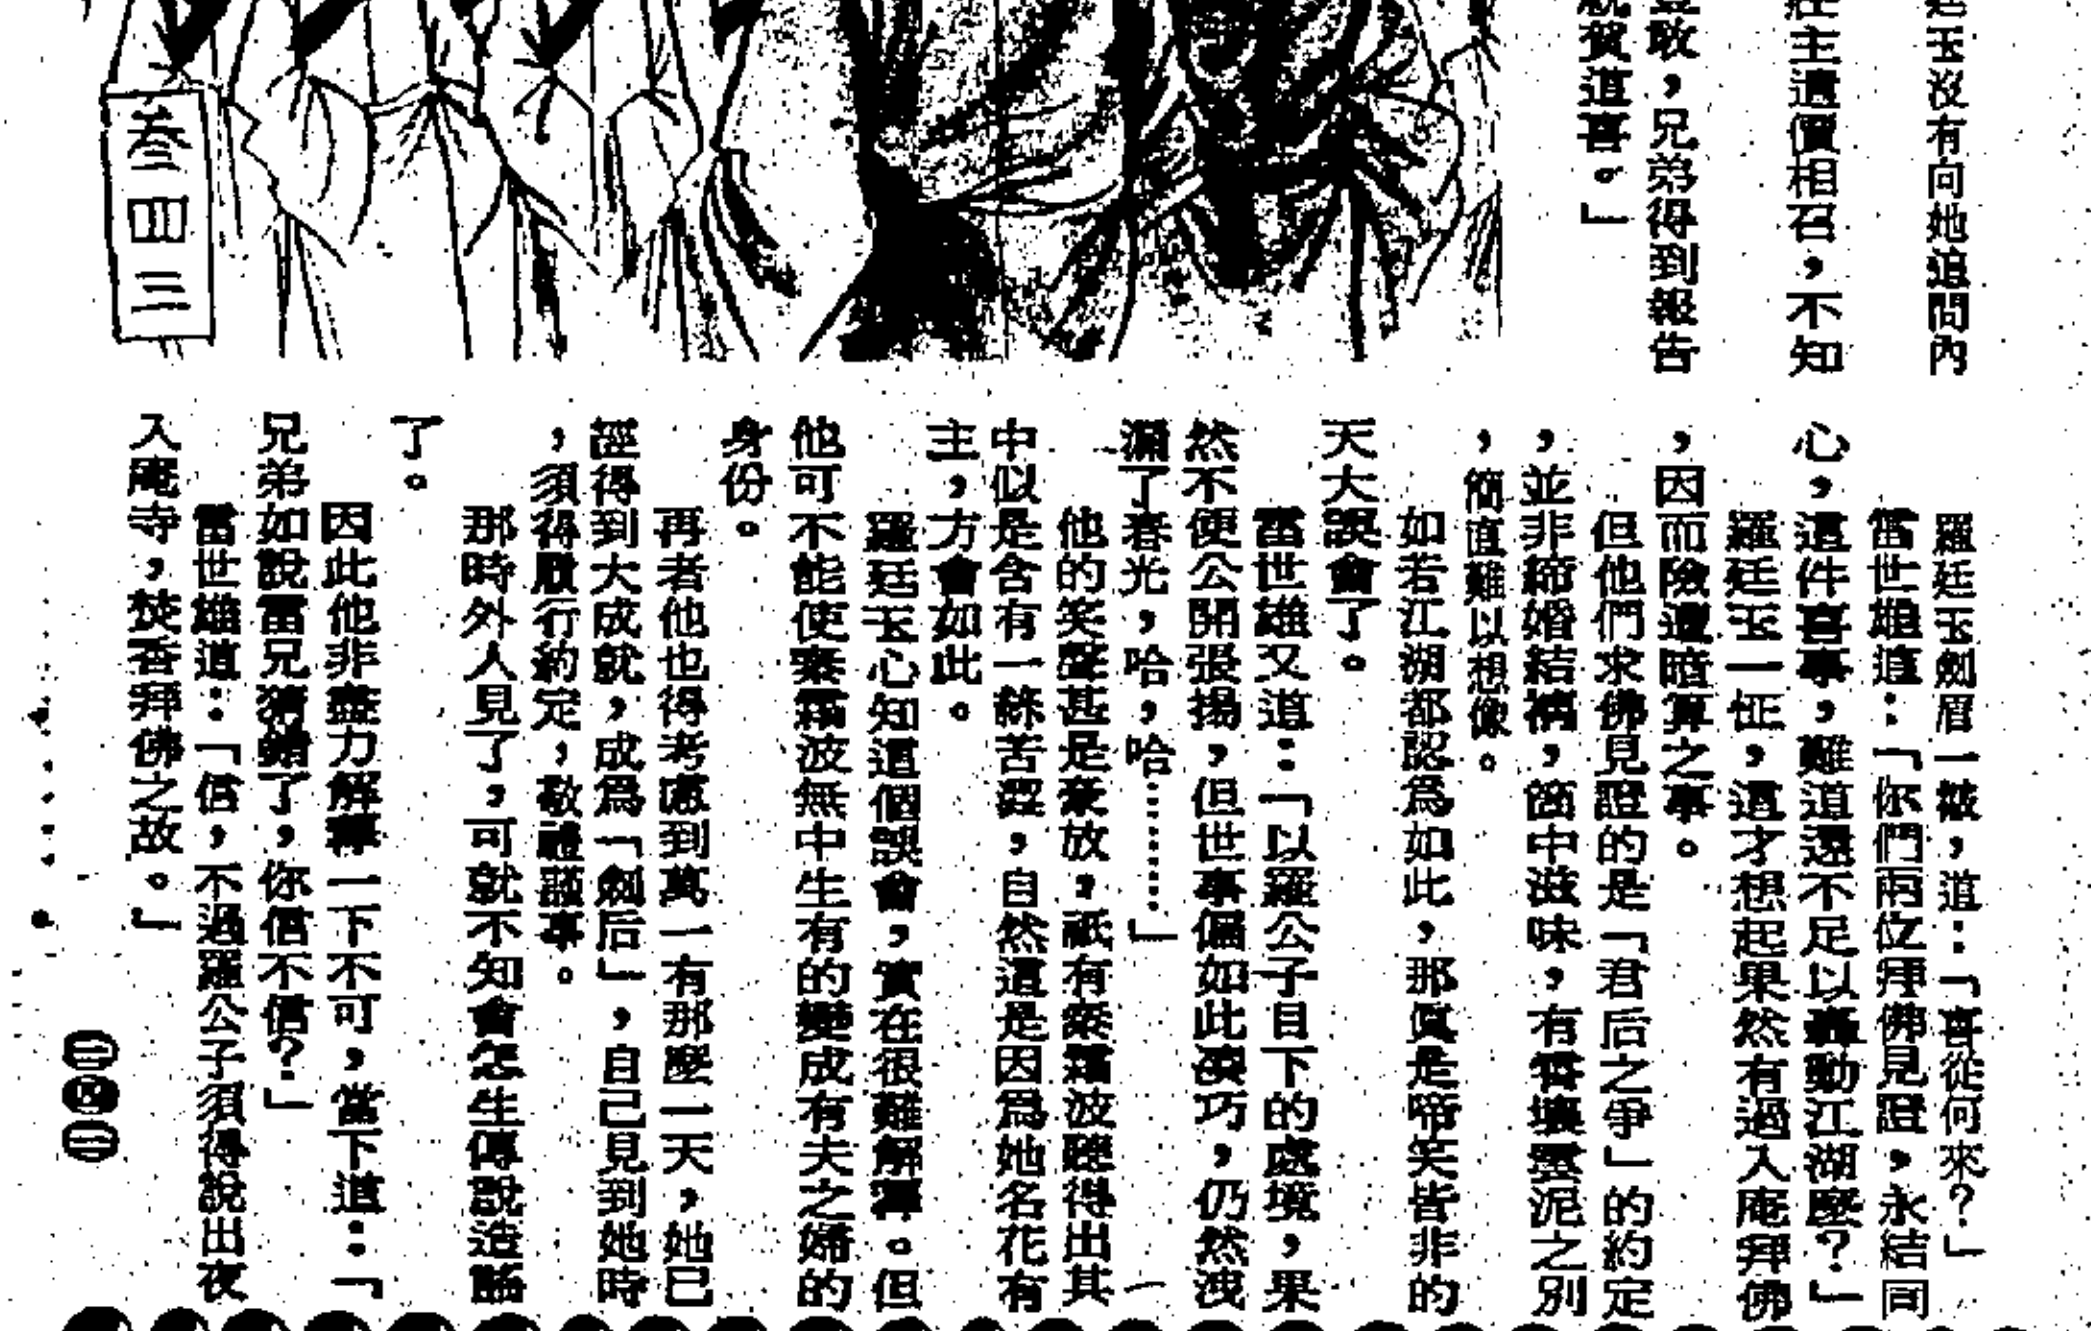 廷玉沒有向她追問內
莊主遺價相召，不知
豈敢，兄弟得到報告
就賀道喜。」
叁四三
羅廷玉劍眉一皺，道：「喜從何來？」
雷世雄道：「你們兩位拜佛見證，永結同
心，這件喜事，難道還不足以轟動江湖麼？」
羅廷玉一怔，這才想起果然有過入庵拜佛
，因而險遭暗算之事。
但他們求佛見證的是「君后之爭」的約定
，並非締婚結褵，箇中滋味，有霄壤雲泥之別
，簡直難以想像。
如若江湖都認爲如此，那眞是啼笑皆非的
天大誤會了。
雷世雄又道：「以羅公子目下的處境，果
然不便公開張揚，但世事偏如此湊巧，仍然洩
漏了春光，哈，哈………」
他的笑聲甚是豪放，祇有秦霜波聽得出其
中似是含有一絲苦澀，自然這是因爲她名花有
主，方會如此。
羅廷玉心知這個誤會，實在很難解釋。但
他可不能使秦霜波無中生有的變成有夫之婦的
身份。
再者他也得考慮到萬一有那麼一天，她已
證得到大成就，成爲「劍后」，自己見到她時
，須得履行約定，敬禮謹事。
那時外人見了，可就不知會怎生傳說造謠
了。
因此他非盡力解釋一下不可，當下道：「
兄弟如說雷兄猜錯了，你信不信？」
雷世雄道：「信，不過羅公子須得說出夜
入庵寺，焚香拜佛之故。」